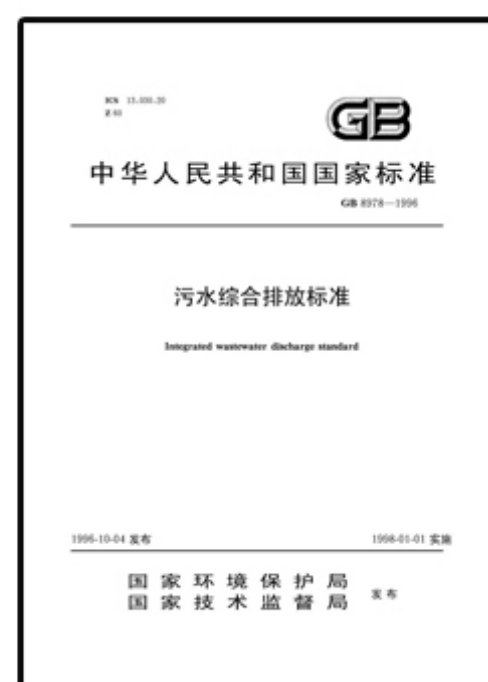 ICS 13.030.20
Z 60
GB
中华人民共和国国家标准
GB 8978—1996
污水综合排放标准
Integrated wastewater discharge standard
1996-10-04 发布
1998-01-01 实施
国家环境保护局
国家技术监督局
发布